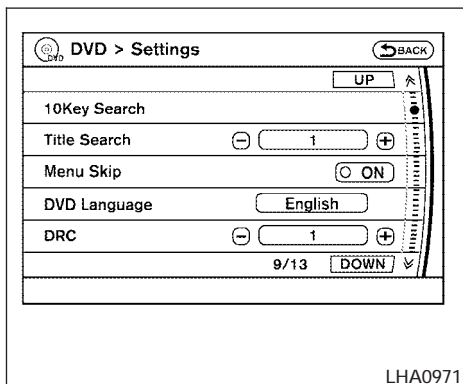 DVD DVD > Settings BACK
UP
10Key Search
Title Search - 1 +
Menu Skip ON
DVD Language English
DRC - 1 +
9/13 DOWN
LHA0971